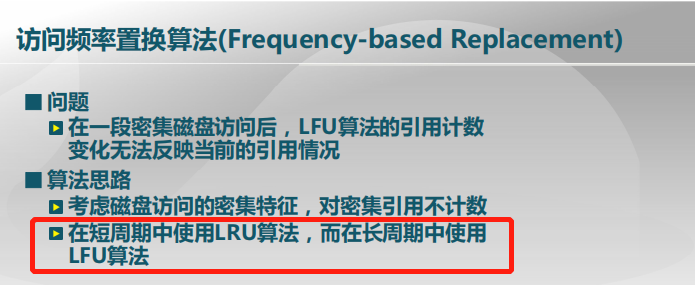 访问频率置换算法(Frequency-based Replacement)
问题
在一段密集磁盘访问后，LFU算法的引用计数
变化无法反映当前的引用情况
算法思路
考虑磁盘访问的密集特征，对密集引用不计数
在短周期中使用LRU算法，而在长周期中使用
LFU算法